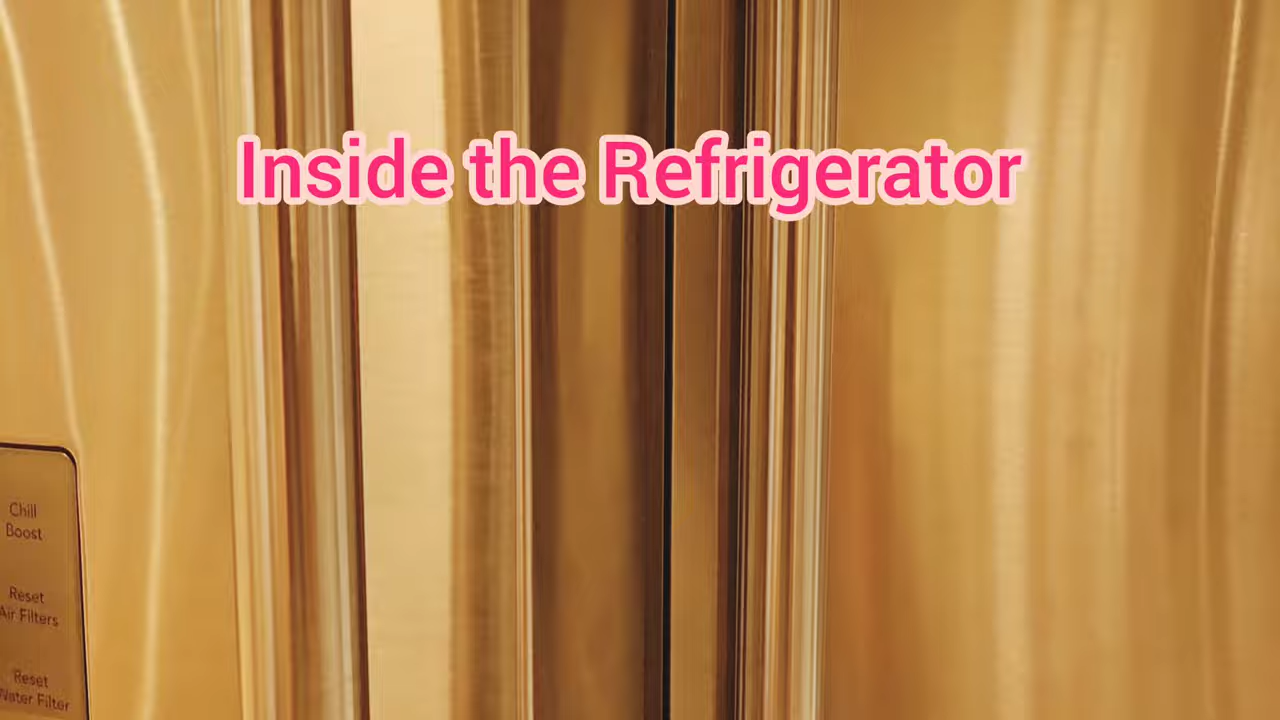 Inside the Refrigerator
Chill
Boost
Reset
Air Filters
Reset
Water Filter